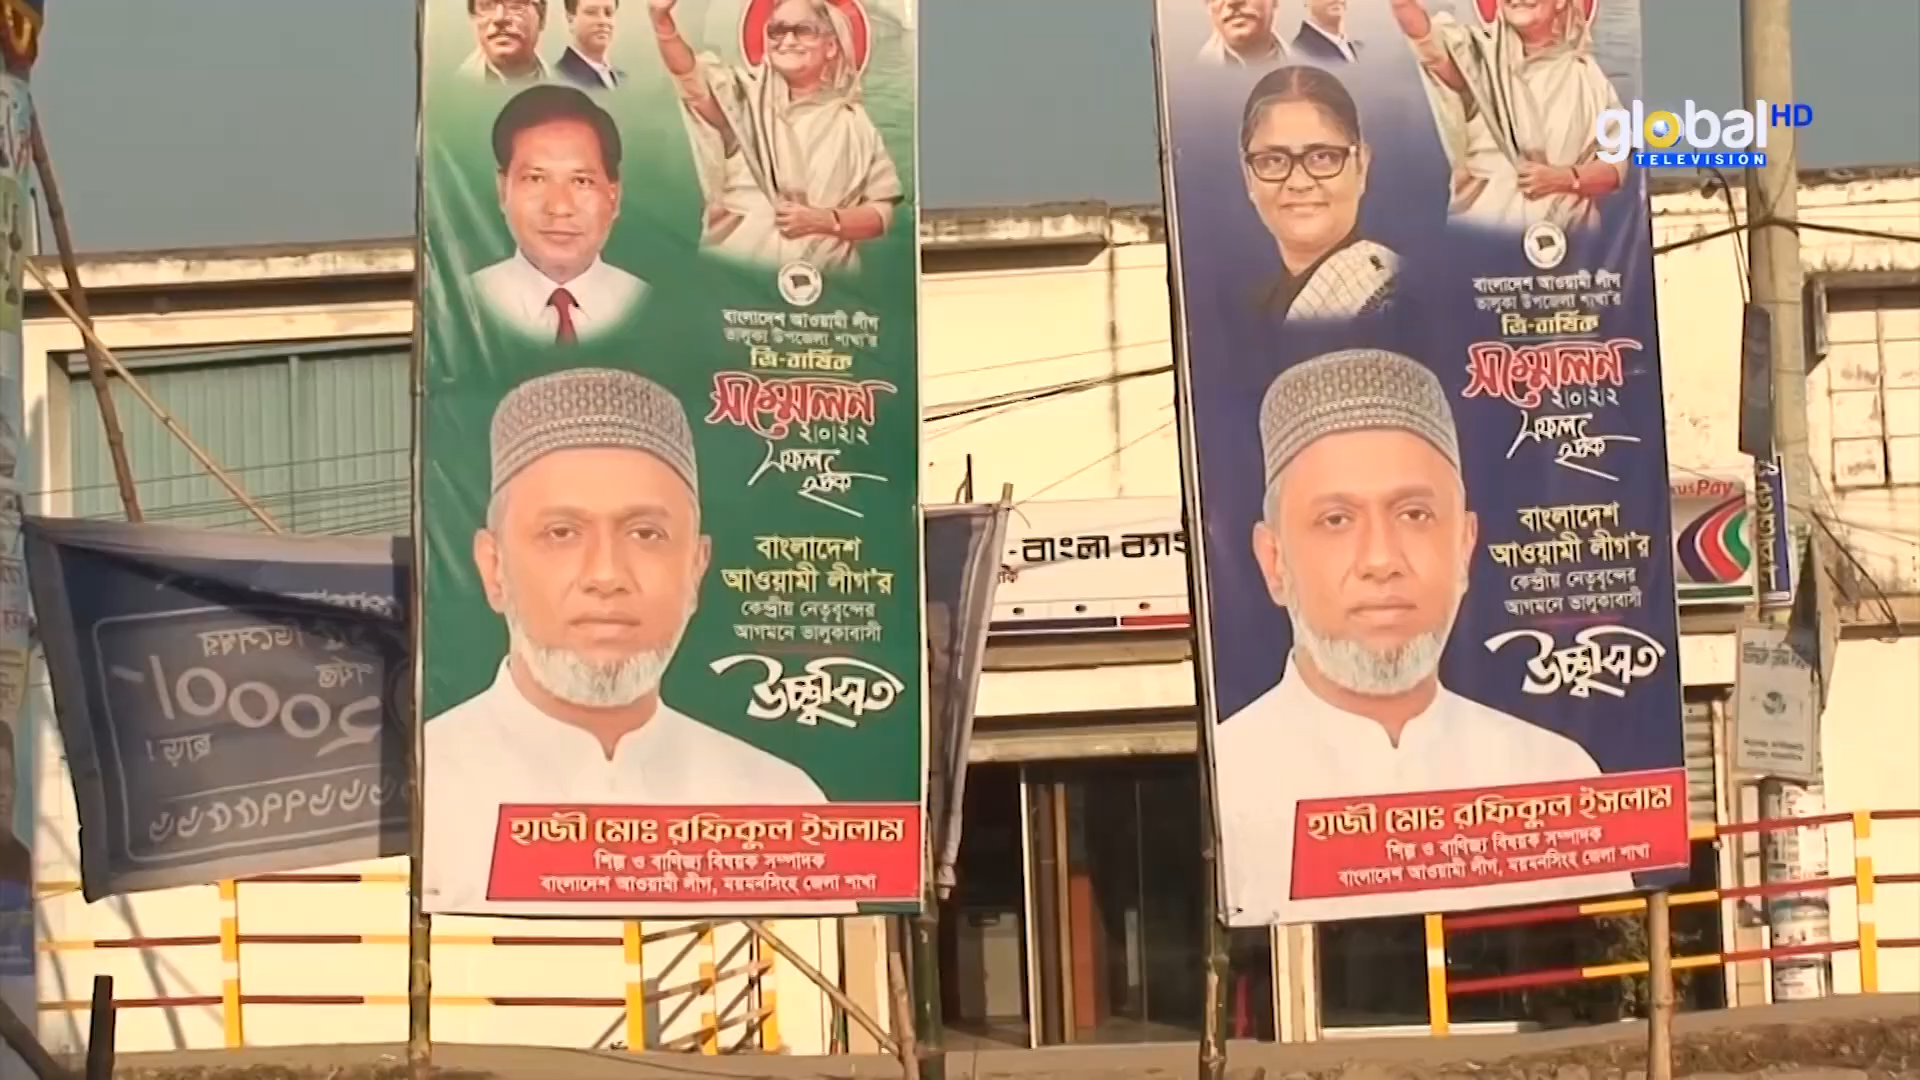 global HD
TELEVISION
বাংলাদেশ আওয়ামী লীগ
ভালুকা উপজেলা শাখা'র
ত্রি-বার্ষিক
সম্মেলন
২০২২
সফল
হউক
বাংলাদেশ
আওয়ামী লীগ'র
কেন্দ্রীয় নেতৃবৃন্দের
আগমনে ভালুকাবাসী
উচ্ছ্বসিত
হাজী মোঃ রফিকুল ইসলাম
শিল্প ও বাণিজ্য বিষয়ক সম্পাদক
বাংলাদেশ আওয়ামী লীগ, ময়মনসিংহ জেলা শাখা
বাংলাদেশ আওয়ামী লীগ
ভালুকা উপজেলা শাখা'র
ত্রি-বার্ষিক
সম্মেলন
২০২২
সফল
হউক
বাংলাদেশ
আওয়ামী লীগ'র
কেন্দ্রীয় নেতৃবৃন্দের
আগমনে ভালুকাবাসী
উচ্ছ্বসিত
হাজী মোঃ রফিকুল ইসলাম
শিল্প ও বাণিজ্য বিষয়ক সম্পাদক
বাংলাদেশ আওয়ামী লীগ, ময়মনসিংহ জেলা শাখা
-বাংলা ব্যাংক
Pay